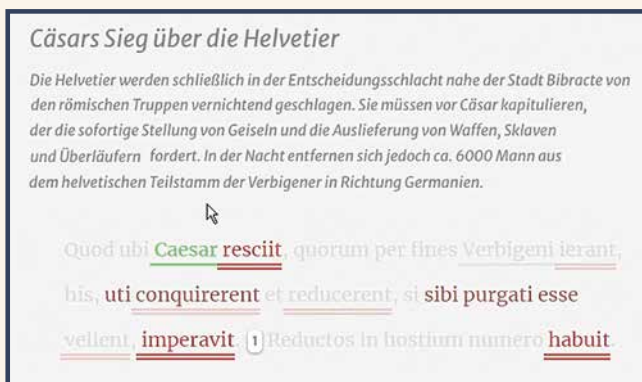 Cäsars Sieg über die Helvetier
Die Helvetier werden schließlich in der Entscheidungsschlacht nahe der Stadt Bibracte von
den römischen Truppen vernichtend geschlagen. Sie müssen vor Cäsar kapitulieren,
der die sofortige Stellung von Geiseln und die Auslieferung von Waffen, Sklaven
und Überläufern fordert. In der Nacht entfernen sich jedoch ca. 6000 Mann aus
dem helvetischen Teilstamm der Verbigener in Richtung Germanien.
Quod ubi Caesar resciit, quorum per fines Verbigeni ierant,
his, uti conquirerent et reducerent, si sibi purgati esse
vellent, imperavit. 1 Reductos in hostium numero habuit.